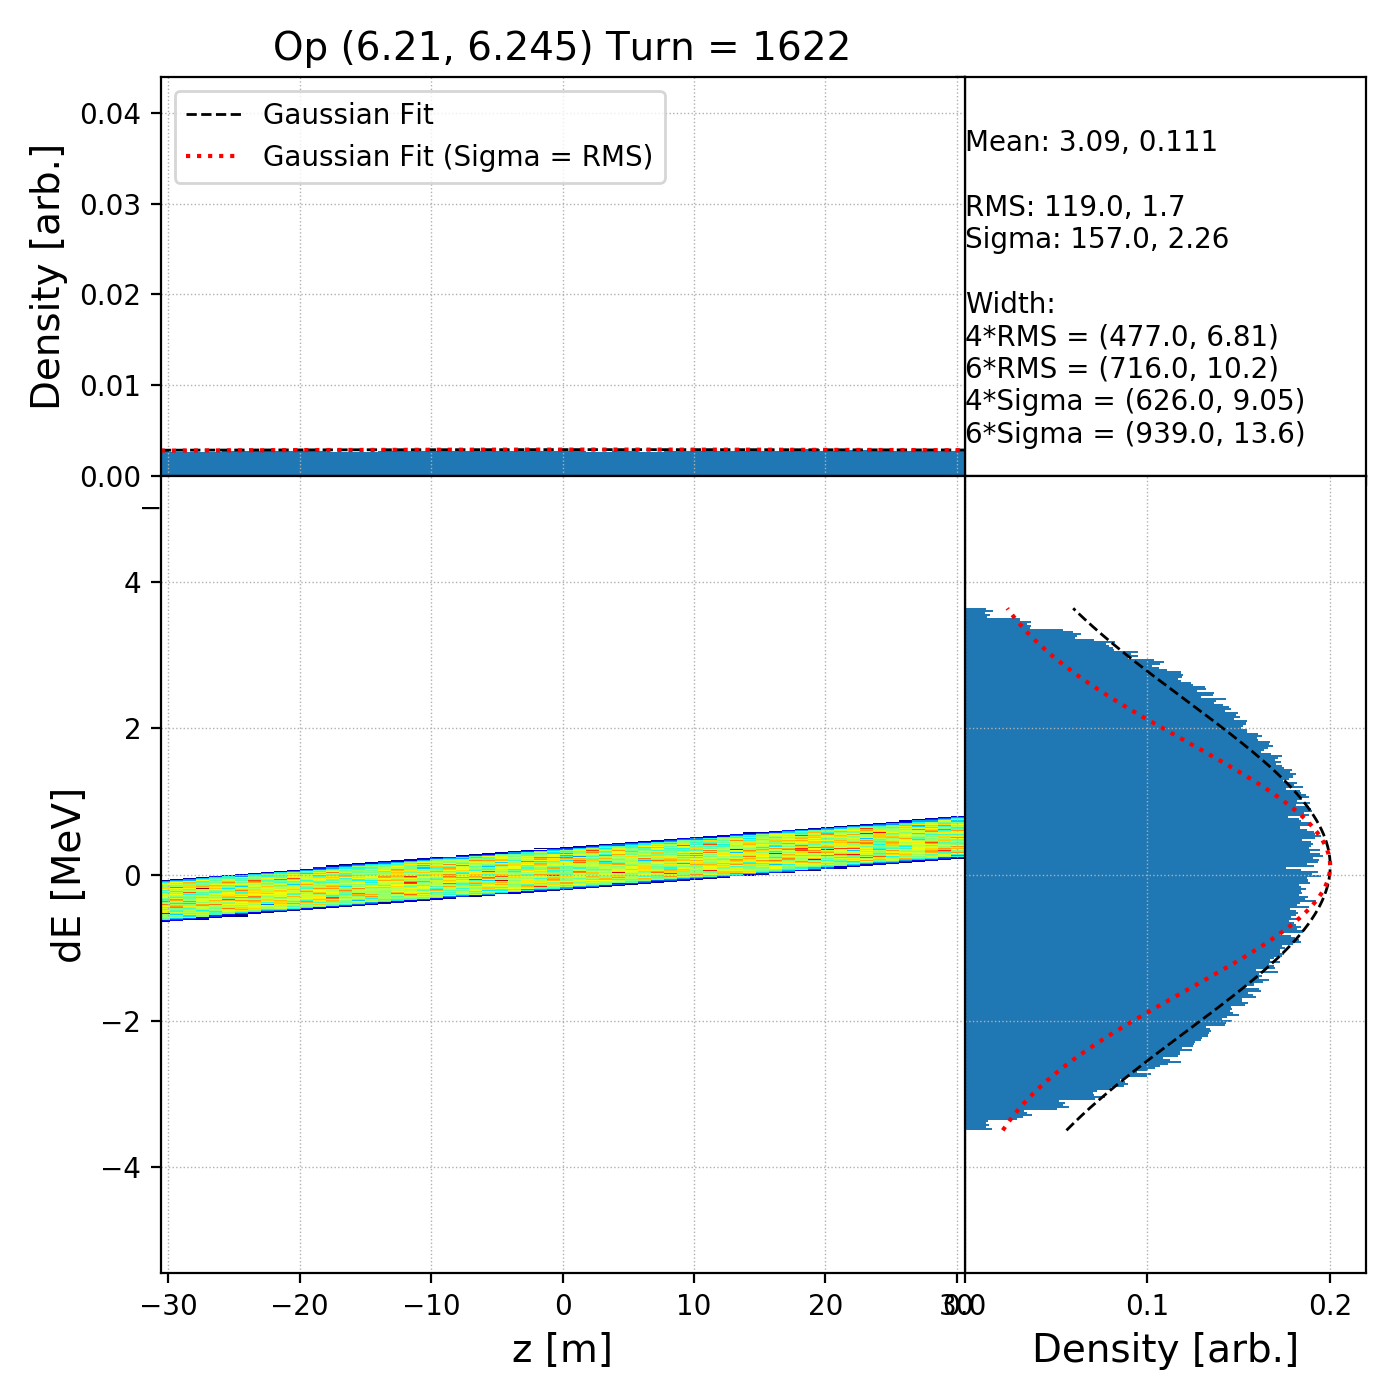 Op (6.21, 6.245) Turn = 1622
Gaussian Fit
Gaussian Fit (Sigma = RMS)
0.04
0.03
0.02
0.01
0.00
Density [arb.]
Mean: 3.09, 0.111
RMS: 119.0, 1.7
Sigma: 157.0, 2.26
Width:
4*RMS = (477.0, 6.81)
6*RMS = (716.0, 10.2)
4*Sigma = (626.0, 9.05)
6*Sigma = (939.0, 13.6)
4
2
0
−2
−4
dE [MeV]
−30 −20 −10 0 10 20 30
z [m]
0.0 0.1 0.2
Density [arb.]